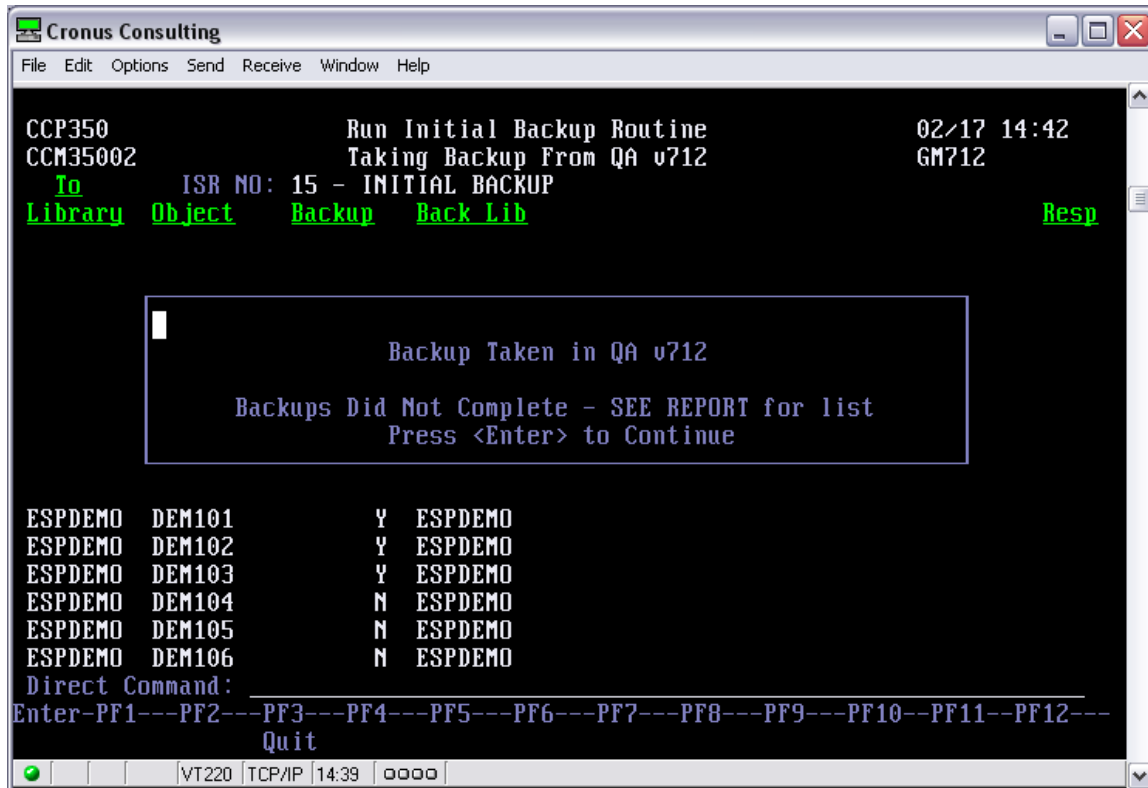 Cronus Consulting
File Edit Options Send Receive Window Help
CCP350 Run Initial Backup Routine 02/17 14:42
CCM35002 Taking Backup From QA v712 GM712
To ISR NO: 15 - INITIAL BACKUP
Library Object Backup Back Lib Resp
Backup Taken in QA v712
Backups Did Not Complete - SEE REPORT for list
Press <Enter> to Continue
ESPDEMO DEM101 Y ESPDEMO
ESPDEMO DEM102 Y ESPDEMO
ESPDEMO DEM103 Y ESPDEMO
ESPDEMO DEM104 N ESPDEMO
ESPDEMO DEM105 N ESPDEMO
ESPDEMO DEM106 N ESPDEMO
Direct Command:
Enter-PF1---PF2---PF3---PF4---PF5---PF6---PF7---PF8---PF9---PF10--PF11--PF12---
Quit
VT220 TCP/IP 14:39